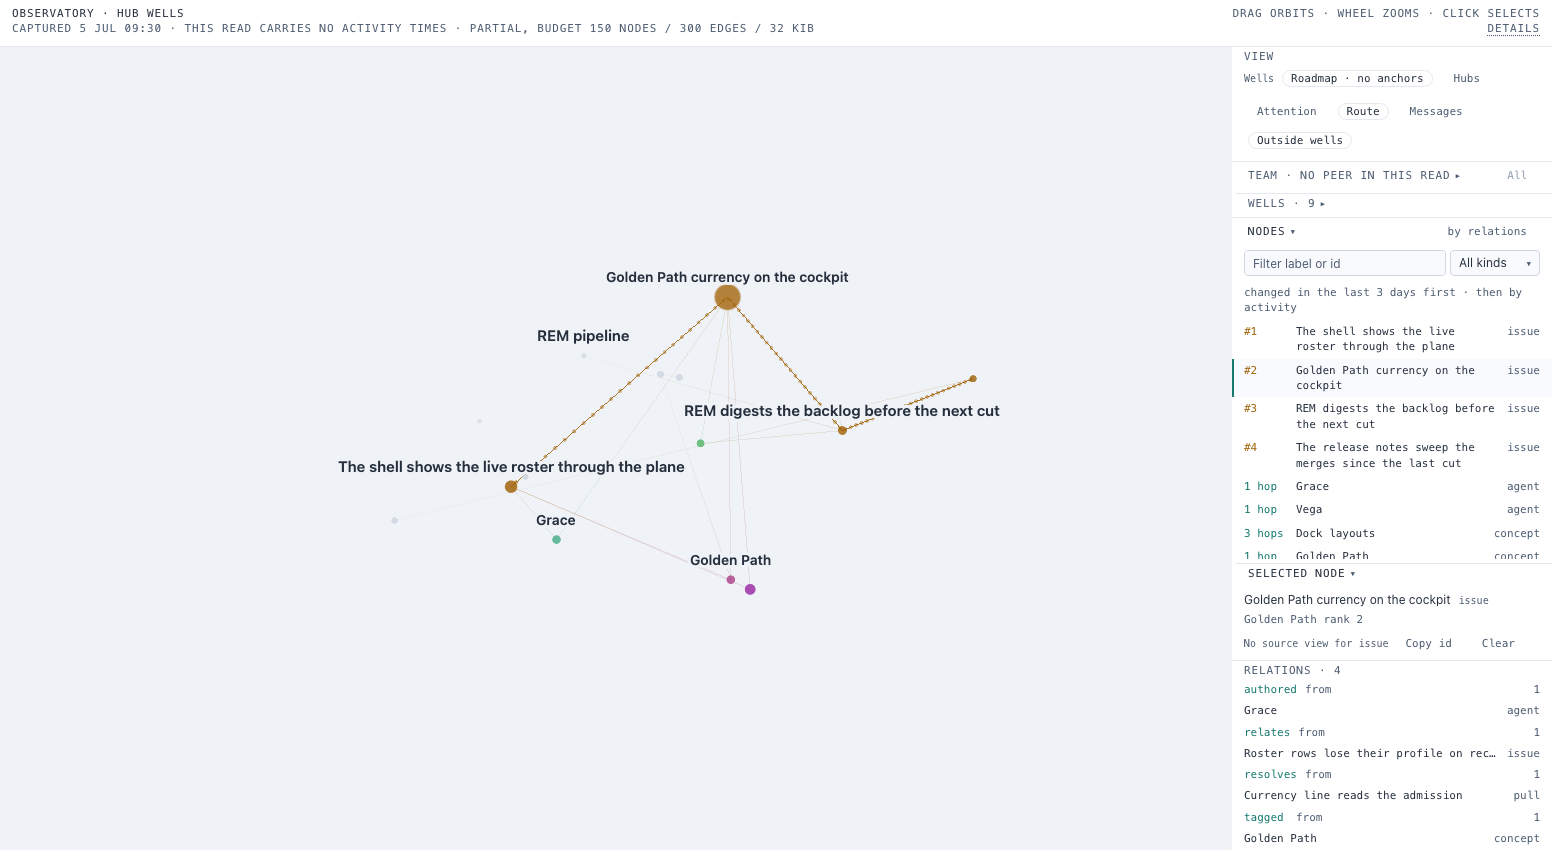 OBSERVATORY · HUB WELLS
CAPTURED 5 JUL 09:30 · THIS READ CARRIES NO ACTIVITY TIMES · PARTIAL, BUDGET 150 NODES / 300 EDGES / 32 KIB
DRAG ORBITS · WHEEL ZOOMS · CLICK SELECTS
DETAILS
Golden Path currency on the cockpit
REM pipeline
REM digests the backlog before the next cut
The shell shows the live roster through the plane
Grace
Golden Path
VIEW
Wells Roadmap · no anchors Hubs
Attention Route Messages
Outside wells
TEAM · NO PEER IN THIS READ ▸ All
WELLS · 9 ▸
NODES ▾ by relations
Filter label or id All kinds ▾
changed in the last 3 days first · then by
activity
#1 The shell shows the live issue
roster through the plane
#2 Golden Path currency on the issue
cockpit
#3 REM digests the backlog before issue
the next cut
#4 The release notes sweep the issue
merges since the last cut
1 hop Grace agent
1 hop Vega agent
3 hops Dock layouts concept
1 hop Golden Path concept
SELECTED NODE ▾
Golden Path currency on the cockpit issue
Golden Path rank 2
No source view for issue Copy id Clear
RELATIONS · 4
authored from 1
Grace agent
relates from 1
Roster rows lose their profile on rec… issue
resolves from 1
Currency line reads the admission pull
tagged from 1
Golden Path concept